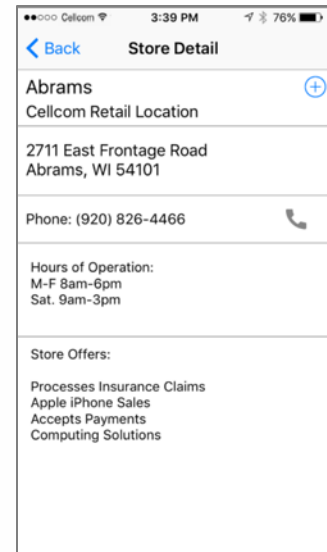 Cellcom 3:39 PM 76%
Back Store Detail
Abrams
Cellcom Retail Location
2711 East Frontage Road
Abrams, WI 54101
Phone: (920) 826-4466
Hours of Operation:
M-F 8am-6pm
Sat. 9am-3pm
Store Offers:
Processes Insurance Claims
Apple iPhone Sales
Accepts Payments
Computing Solutions